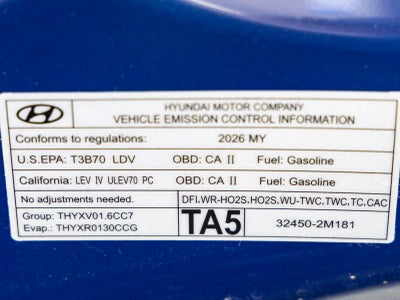 HYUNDAI MOTOR COMPANY
VEHICLE EMISSION CONTROL INFORMATION
Conforms to regulations: 2026 MY
U.S.EPA: T3B70 LDV OBD: CA II Fuel: Gasoline
California: LEV IV ULEV70 PC OBD: CA II Fuel: Gasoline
No adjustments needed. DFI,WR-HO2S,HO2S,WU-TWC,TWC,TC,CAC
Group: THYXV01.6CC7
Evap.: THYXR0130CCG
TA5 32450-2M181